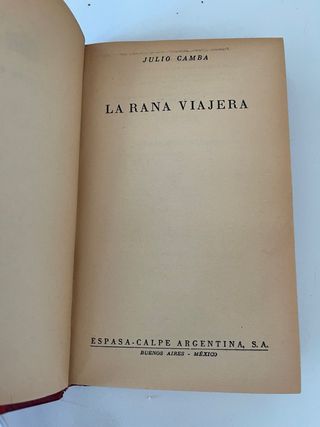 JULIO CAMBA
LA RANA VIAJERA
ESPASA-CALPE ARGENTINA, S.A.
BUENOS AIRES - MÉXICO